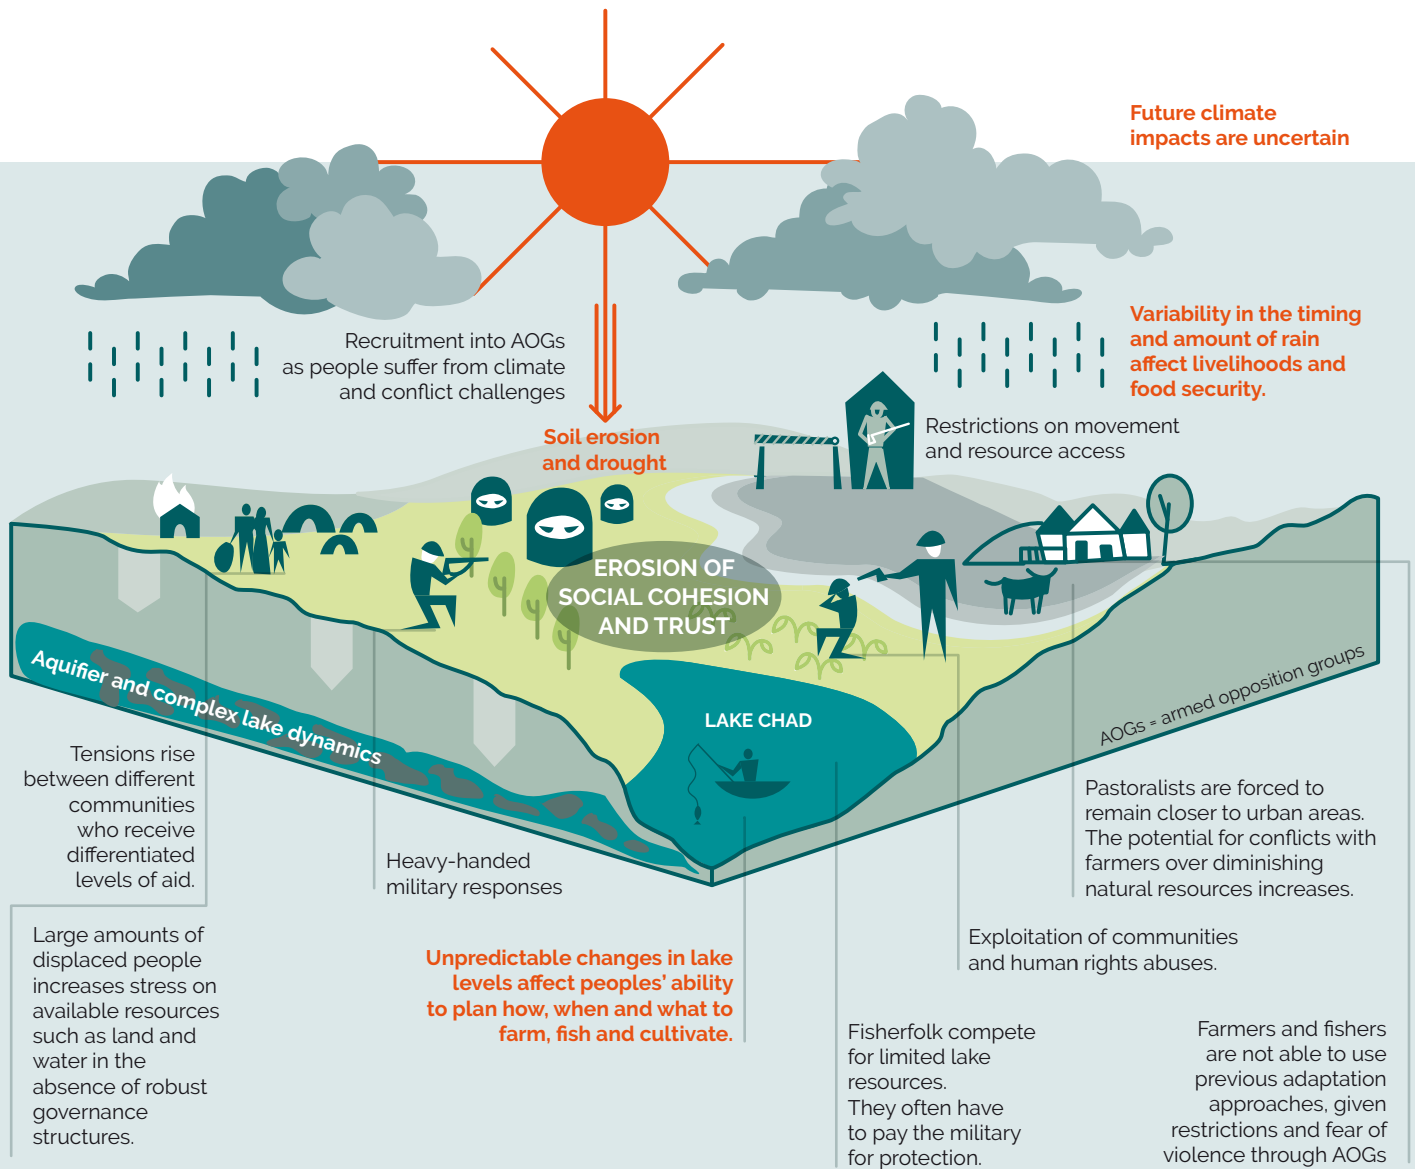 Future climate
impacts are uncertain
Variability in the timing
and amount of rain
affect livelihoods and
food security.
Recruitment into AOGs
as people suffer from climate
and conflict challenges
Soil erosion
and drought
Restrictions on movement
and resource access
EROSION OF
SOCIAL COHESION
AND TRUST
Aquifier and complex lake dynamics
LAKE CHAD
AOGs = armed opposition groups
Tensions rise
between different
communities
who receive
differentiated
levels of aid.
Large amounts of
displaced people
increases stress on
available resources
such as land and
water in the
absence of robust
governance
structures.
Heavy-handed
military responses
Unpredictable changes in lake
levels affect peoples’ ability
to plan how, when and what to
farm, fish and cultivate.
Pastoralists are forced to
remain closer to urban areas.
The potential for conflicts with
farmers over diminishing
natural resources increases.
Exploitation of communities
and human rights abuses.
Fisherfolk compete
for limited lake
resources.
They often have
to pay the military
for protection.
Farmers and fishers
are not able to use
previous adaptation
approaches, given
restrictions and fear of
violence through AOGs